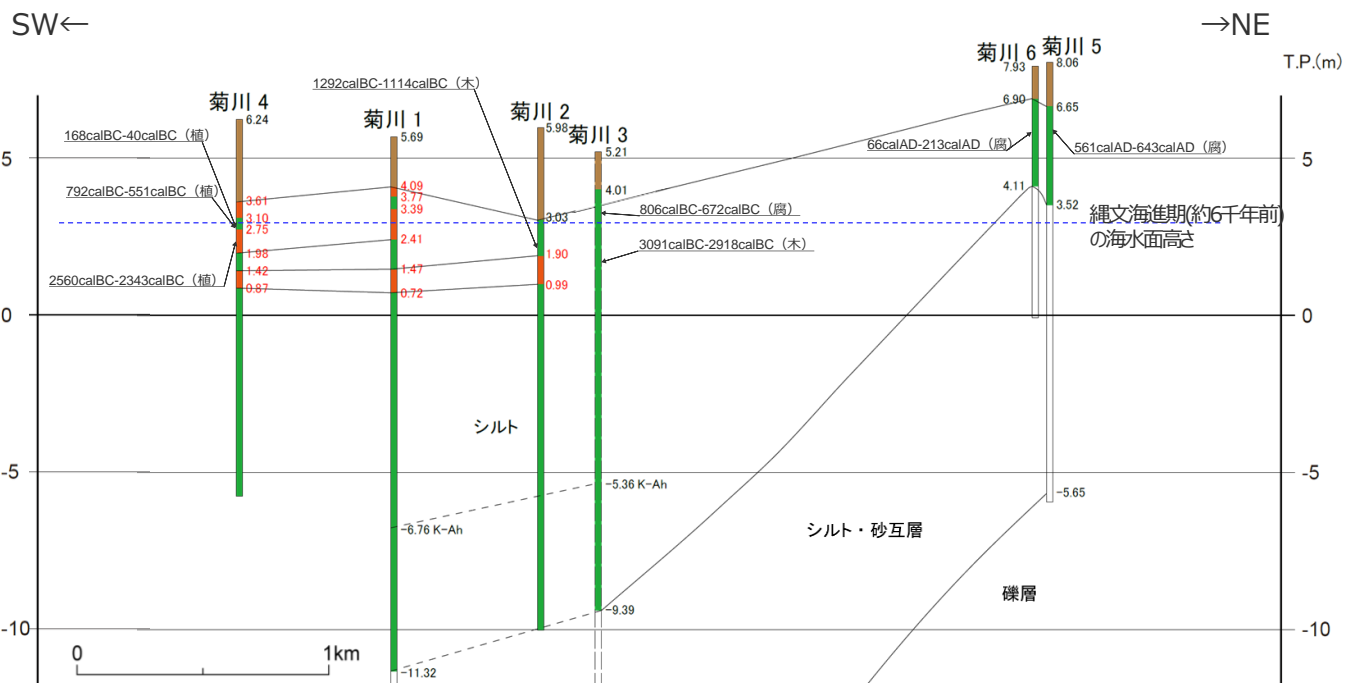 SW←
→NE
T.P.(m)
菊川 4
6.24
168calBC-40calBC（植）
792calBC-551calBC（植）
2560calBC-2343calBC（植）
3.61
3.10
2.75
1.98
1.42
0.87
菊川 1
5.69
4.09
3.77
3.39
2.41
1.47
0.72
-6.76 K-Ah
-11.32
1292calBC-1114calBC（木）
菊川 2
5.98
3.03
1.90
0.99
菊川 3
5.21
4.01
806calBC-672calBC（腐）
3091calBC-2918calBC（木）
-5.36 K-Ah
-9.39
菊川 6
7.93
6.90
66calAD-213calAD（腐）
4.11
菊川 5
8.06
6.65
561calAD-643calAD（腐）
3.52
-5.65
縄文海進期(約6千年前)
の海水面高さ
シルト
シルト・砂互層
礫層
5
0
-5
-10
5
0
-5
-10
0
1km